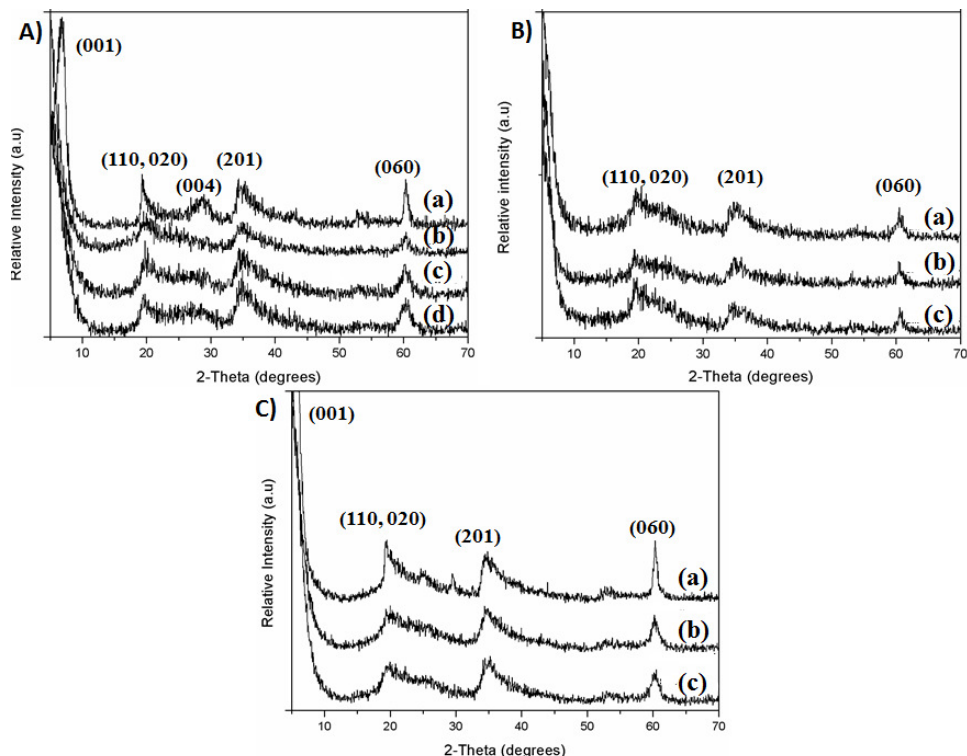 A)
(001)
(110, 020)
(004)
(201)
(060)
(a)
(b)
(c)
(d)
Relative intensity (a.u)
10 20 30 40 50 60 70
2-Theta (degrees)
B)
(110, 020)
(201)
(060)
(a)
(b)
(c)
Relative intensity (a.u)
10 20 30 40 50 60 70
2-Theta (degrees)
C)
(001)
(110, 020)
(201)
(060)
(a)
(b)
(c)
Relative Intensity (a.u)
10 20 30 40 50 60 70
2-Theta (degrees)